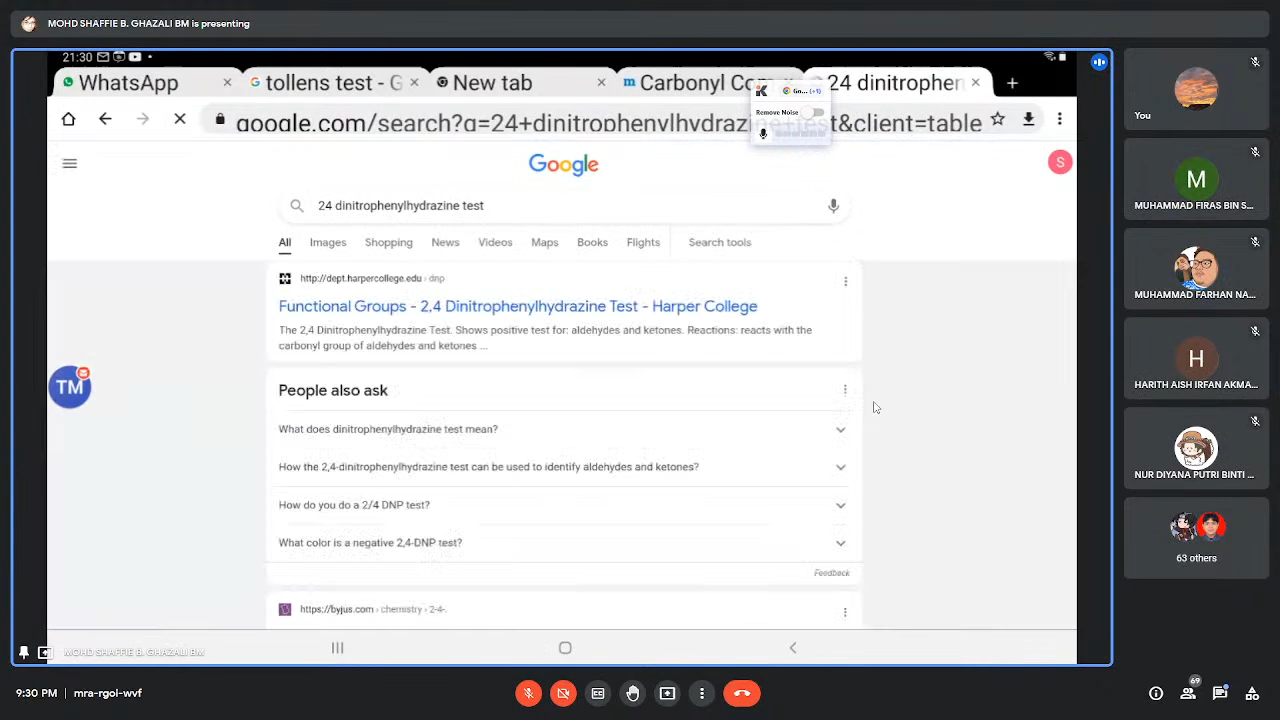 MOHD SHAFFIE B. GHAZALI BM is presenting
21:30
WhatsApp
tollens test - G
New tab
Carbonyl Com
24 dinitrophen
Go... (+1)
Remove Noise
google.com/search?q=24+dinitrophenylhydrazine+test&client=table
Google
S
24 dinitrophenylhydrazine test
All Images Shopping News Videos Maps Books Flights Search tools
http://dept.harpercollege.edu › dnp
Functional Groups - 2,4 Dinitrophenylhydrazine Test - Harper College
The 2,4 Dinitrophenylhydrazine Test. Shows positive test for: aldehydes and ketones. Reactions: reacts with the
carbonyl group of aldehydes and ketones ...
TM
People also ask
What does dinitrophenylhydrazine test mean?
How the 2,4-dinitrophenylhydrazine test can be used to identify aldehydes and ketones?
How do you do a 2/4 DNP test?
What color is a negative 2,4-DNP test?
Feedback
https://byjus.com › chemistry › 2-4-.
MOHD SHAFFIE B. GHAZALI BM
You
M
MUHAMMAD FIRAS BIN S...
MUHAMMAD FARHAN NA...
H
HARITH AISH IRFAN AKMA...
NUR DIYANA PUTRI BINTI ...
63 others
9:30 PM | mra-rgol-wvf
69